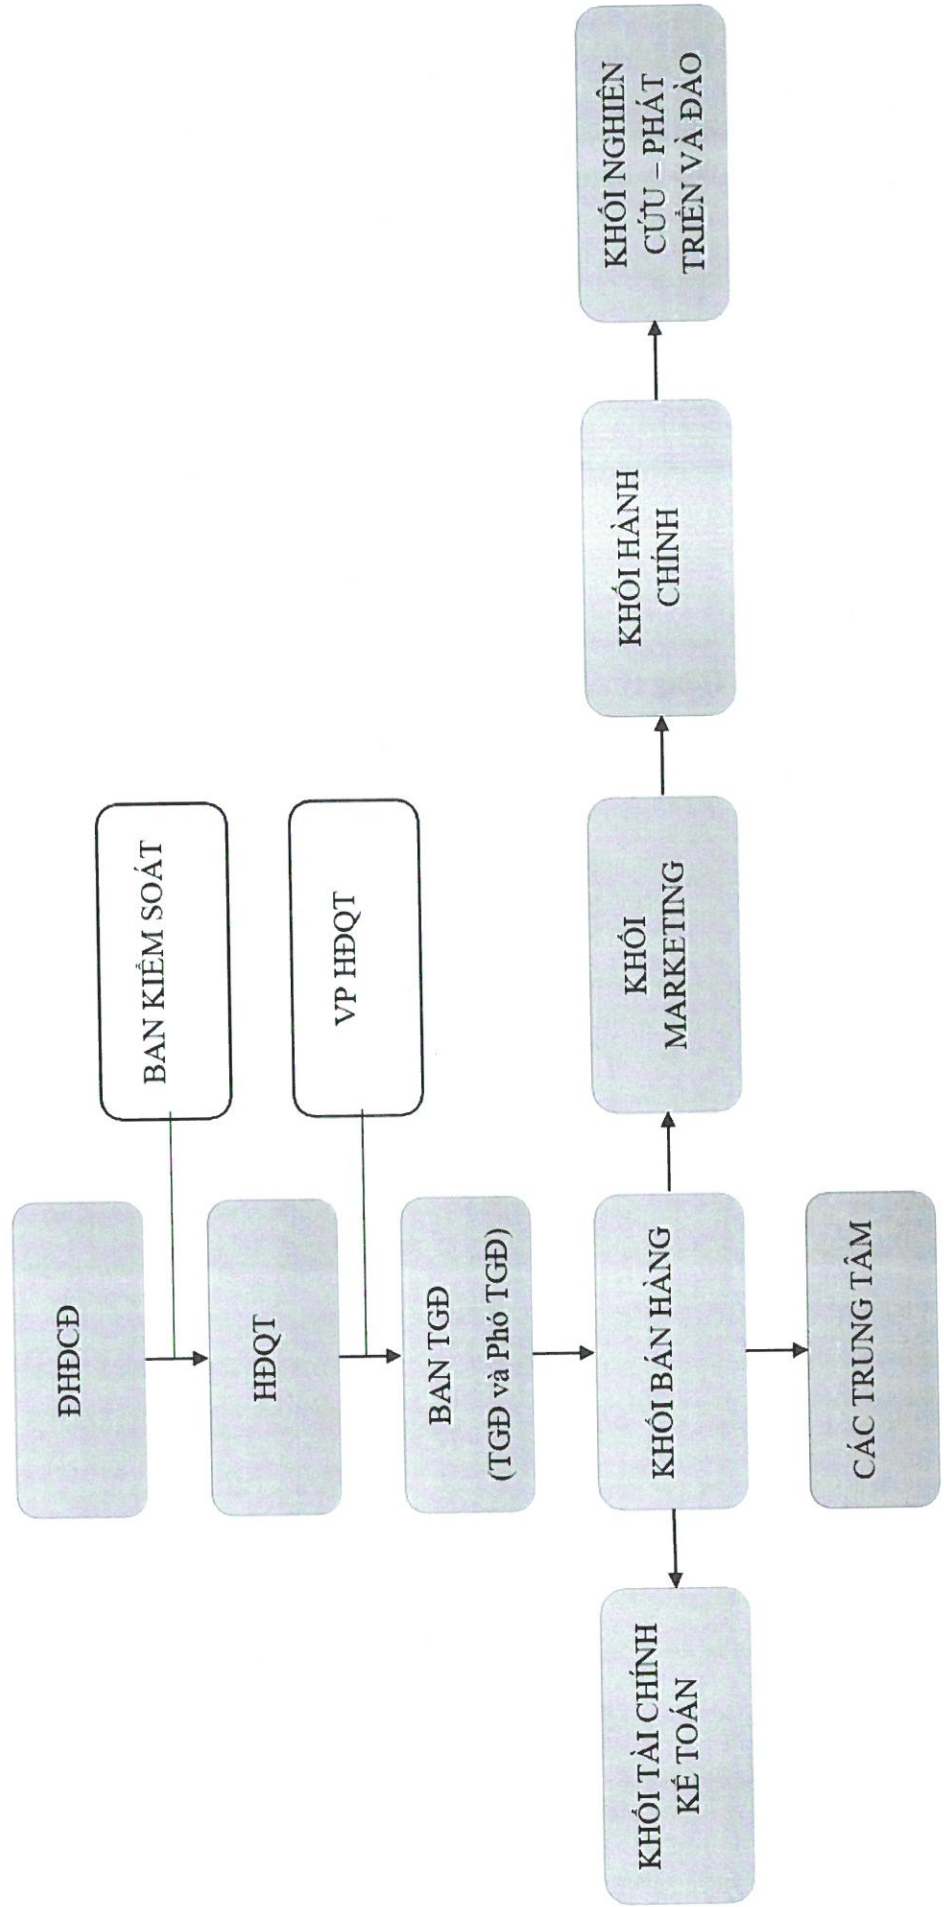 ĐHĐCĐ
BAN KIỂM SOÁT
HĐQT
VP HĐQT
BAN TGĐ
(TGĐ và Phó TGĐ)
KHỐI TÀI CHÍNH
KẾ TOÁN
KHỐI BÁN HÀNG
KHỐI
MARKETING
KHỐI HÀNH
CHÍNH
KHỐI NGHIÊN
CỨU – PHÁT
TRIỂN VÀ ĐÀO
CÁC TRUNG TÂM